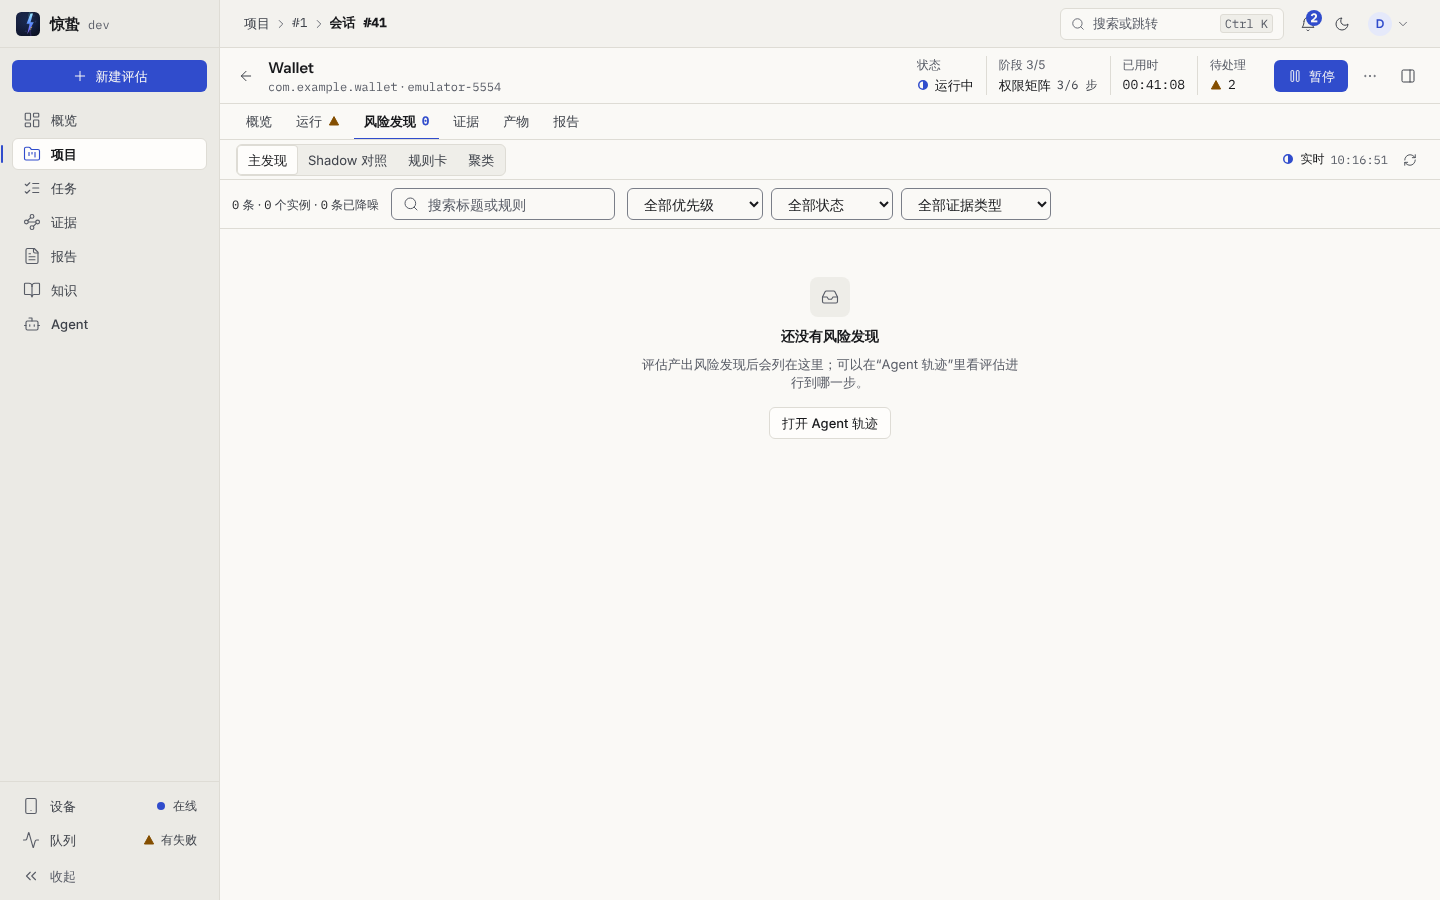 惊蛰 dev
项目 #1 会话 #41
搜索或跳转 Ctrl K
2
D
新建评估
概览
项目
任务
证据
报告
知识
Agent
设备 在线
队列 有失败
收起
Wallet
com.example.wallet · emulator-5554
状态
运行中
阶段 3/5
权限矩阵 3/6 步
已用时
00:41:08
待处理
2
暂停
概览 运行 风险发现 0 证据 产物 报告
主发现 Shadow 对照 规则卡 聚类
实时 10:16:51
0 条 · 0 个实例 · 0 条已降噪
搜索标题或规则
全部优先级
全部状态
全部证据类型
还没有风险发现
评估产出风险发现后会列在这里；可以在“Agent 轨迹”里看评估进
行到哪一步。
打开 Agent 轨迹